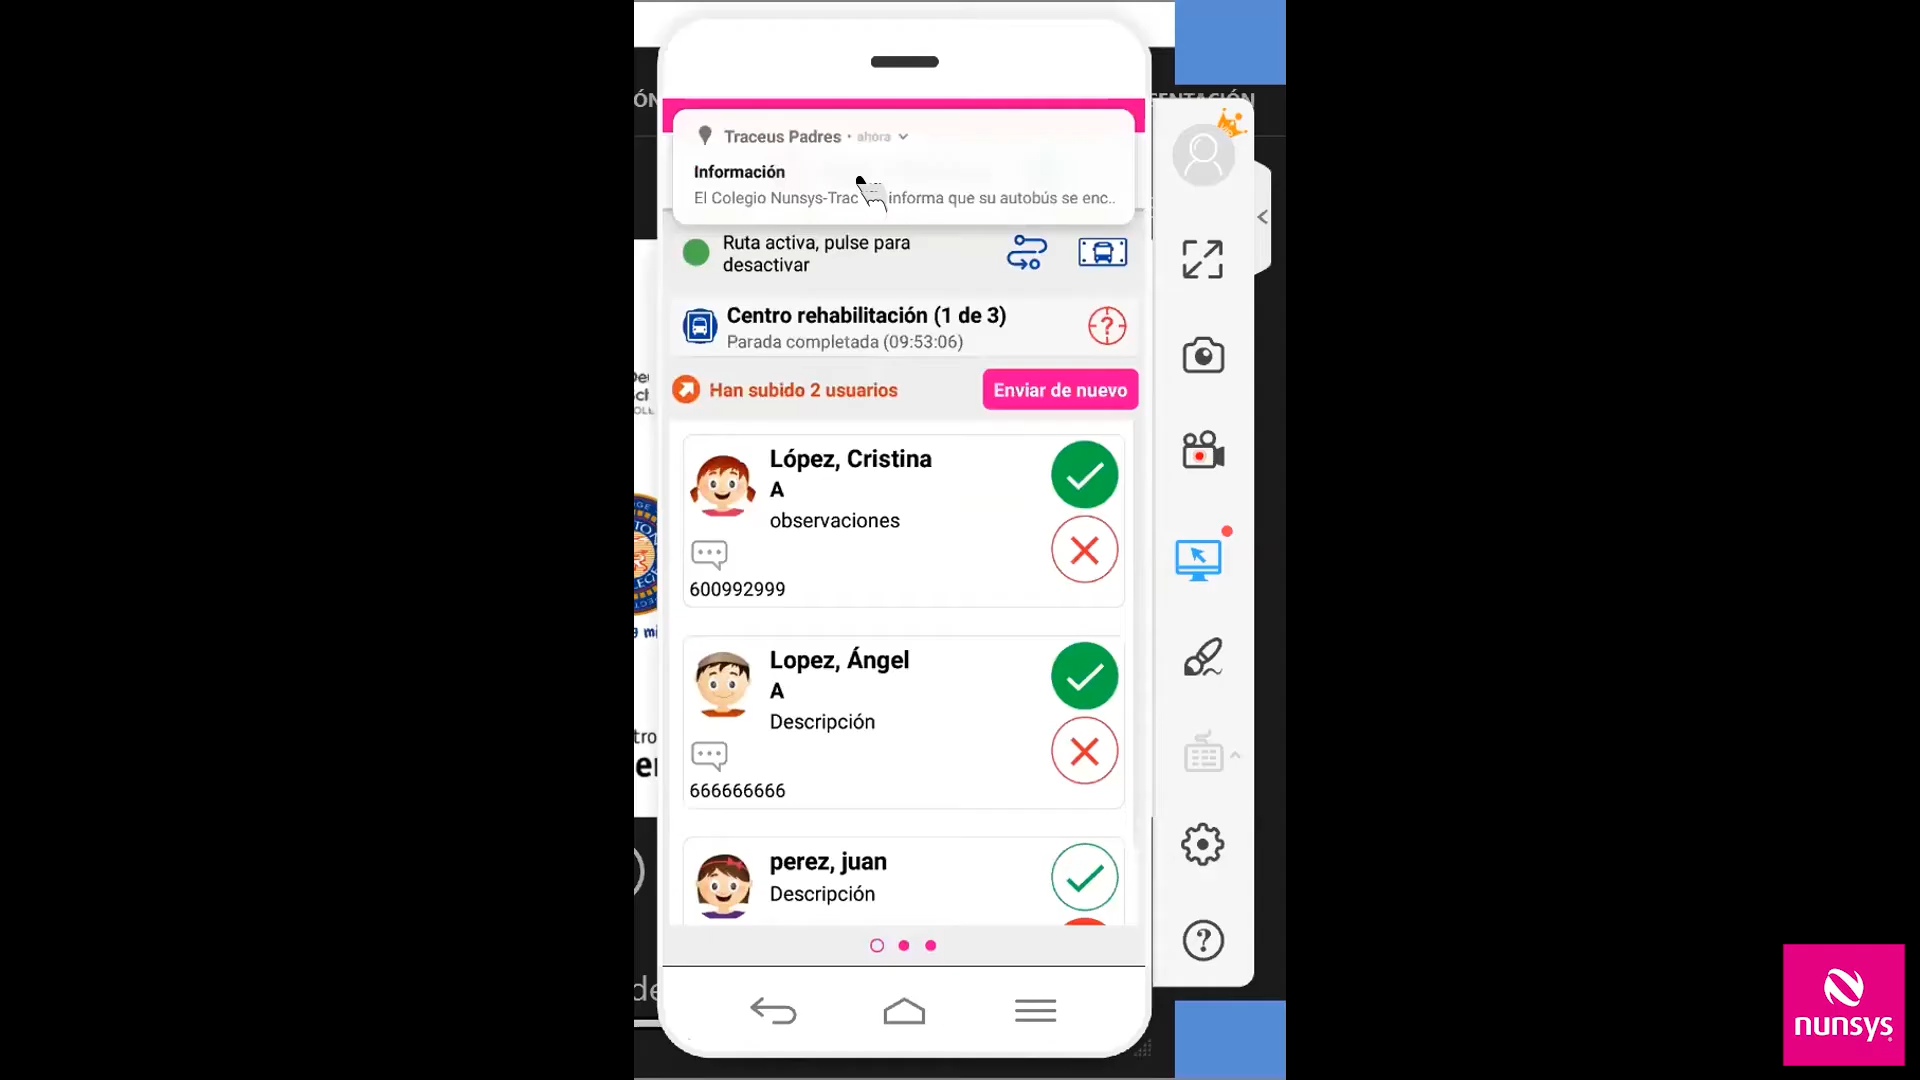 ÓN
SENTACIÓN
Traceus Padres • ahora
Información
El Colegio Nunsys-Trac informa que su autobús se enc..
Ruta activa, pulse para
desactivar
Centro rehabilitación (1 de 3)
Parada completada (09:53:06)
Han subido 2 usuarios
Enviar de nuevo
López, Cristina
A
observaciones
600992999
Lopez, Ángel
A
Descripción
666666666
perez, juan
Descripción
nunsys